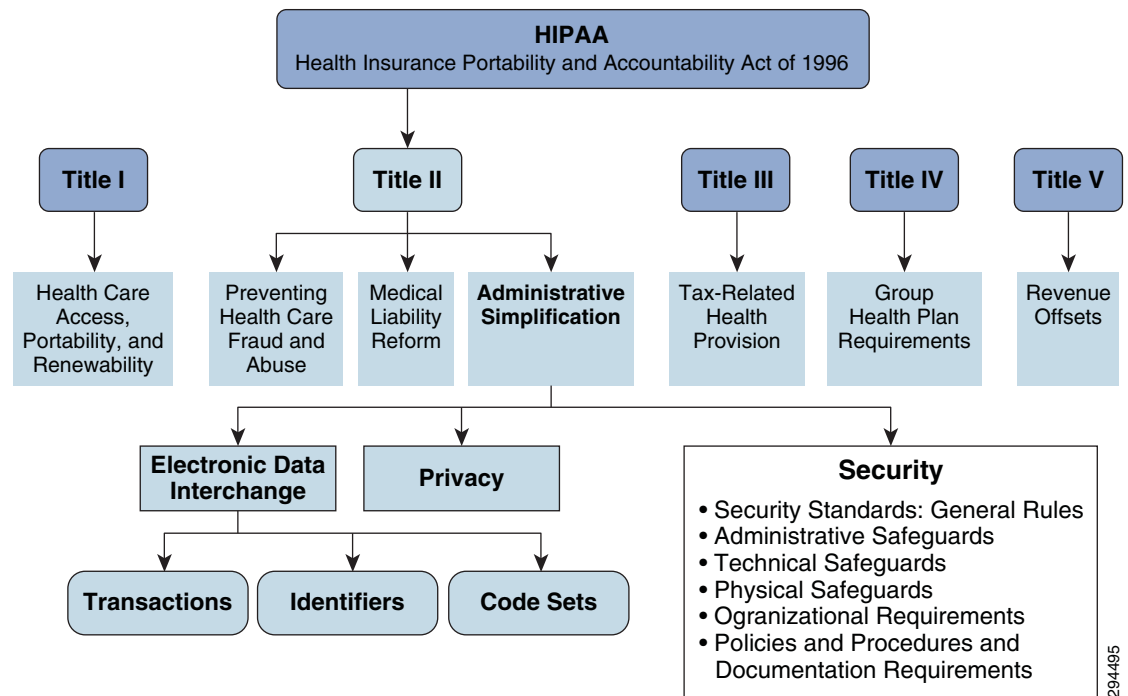 HIPAA
Health Insurance Portability and Accountability Act of 1996
Title I
Title II
Title III
Title IV
Title V
Health Care
Access,
Portability, and
Renewability
Preventing
Health Care
Fraud and
Abuse
Medical
Liability
Reform
Administrative
Simplification
Tax-Related
Health
Provision
Group
Health Plan
Requirements
Revenue
Offsets
Electronic Data
Interchange
Privacy
Security
• Security Standards: General Rules
• Administrative Safeguards
• Technical Safeguards
• Physical Safeguards
• Ogranizational Requirements
• Policies and Procedures and
Documentation Requirements
Transactions
Identifiers
Code Sets
294495